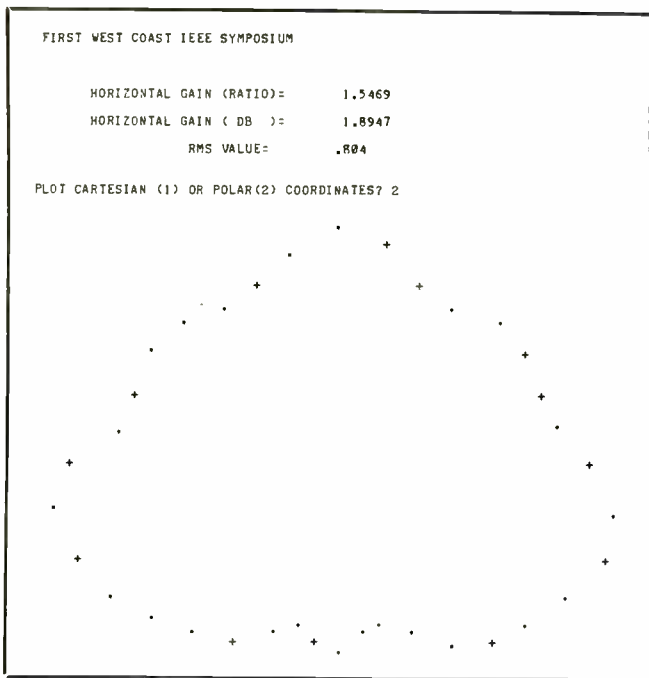 FIRST WEST COAST IEEE SYMPOSIUM
HORIZONTAL GAIN (RATIO)= 1.5469
HORIZONTAL GAIN ( DB )= 1.8947
RMS VALUE= .804
PLOT CARTESIAN (1) OR POLAR(2) COORDINATES? 2